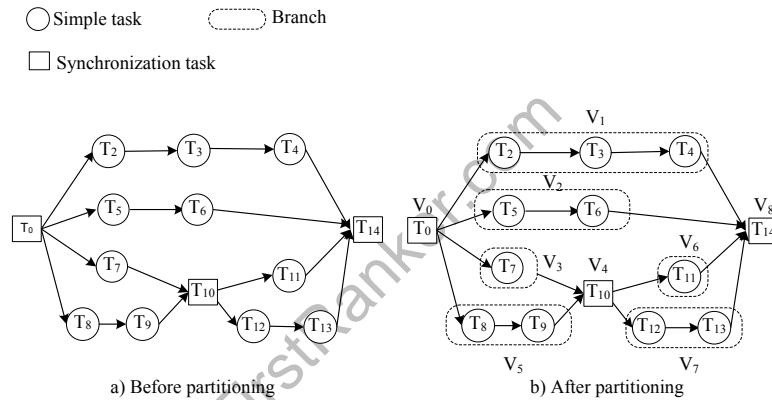 Simple task
Branch
Synchronization task
T2 T3 T4
T5 T6
T0
T14
T7
T10
T11
T8 T9
T12 T13
a) Before partitioning
V1
T2 T3 T4
V2
V0
T5 T6
V8
T0
T14
T7
V3
V4
V6
T10
T11
T8 T9
T12 T13
V5
V7
b) After partitioning
FirstRanker.com